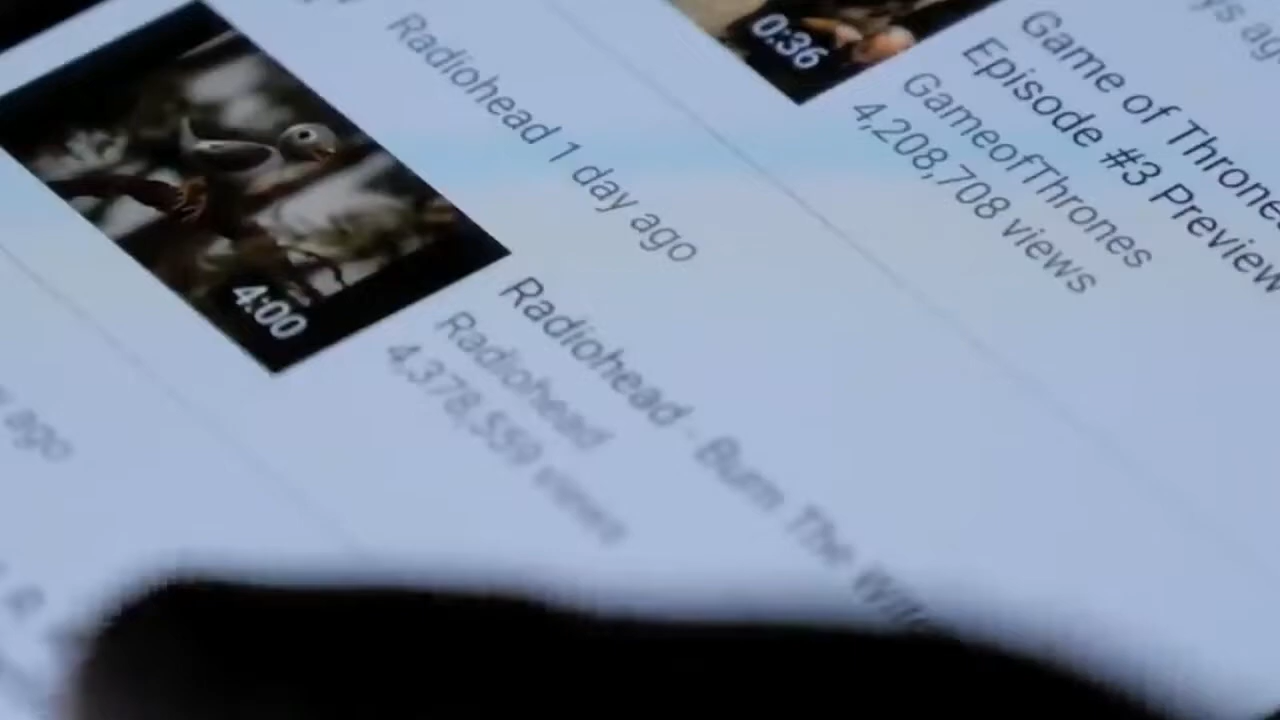 Radiohead 1 day ago
4:00
Radiohead - Burn The
Radiohead
4,378,559 views
0:36
Game of Throne
Episode #3 Preview
GameofThrones
4,208,708 views
ago